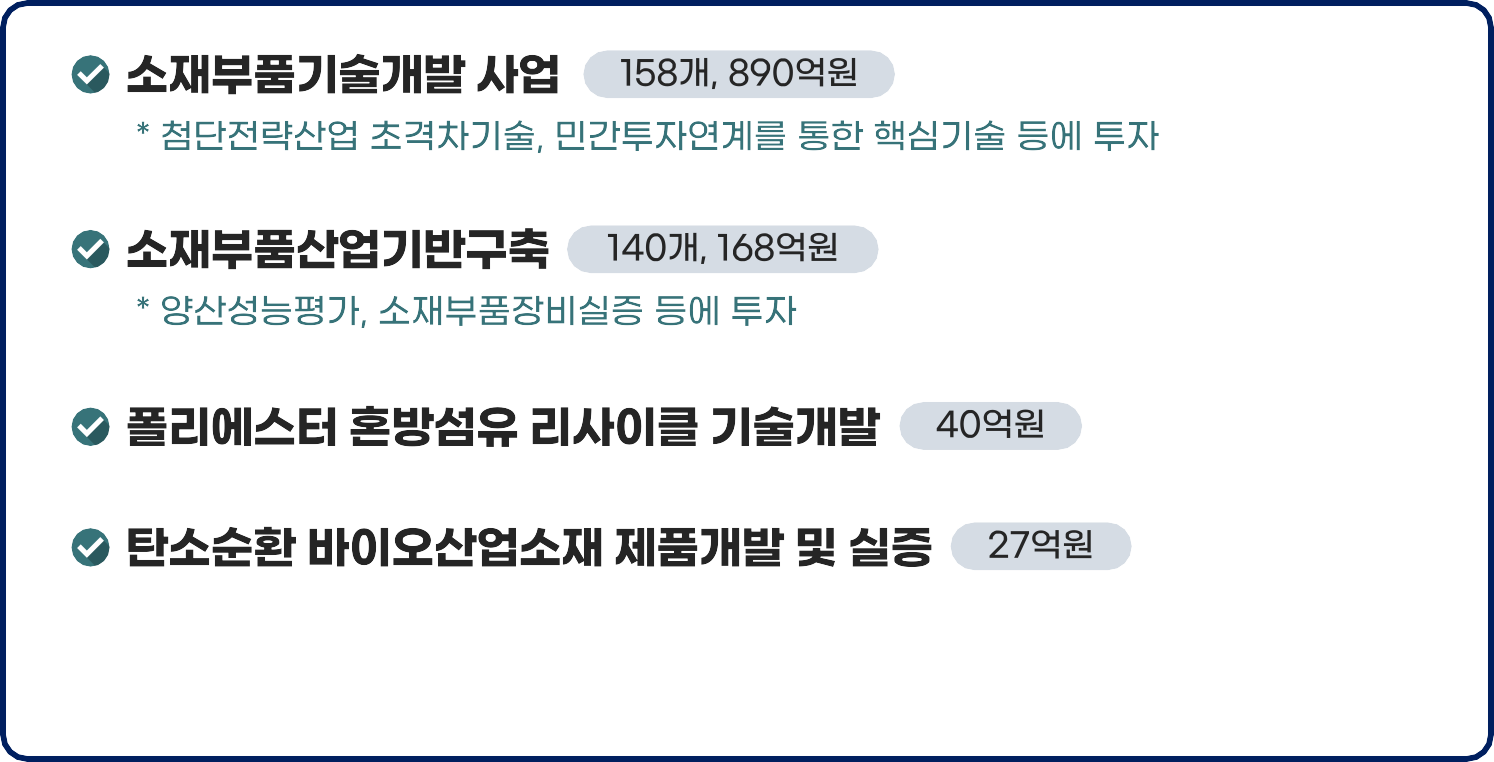 소재부품기술개발 사업 158개, 890억원
* 첨단전략산업 초격차기술, 민간투자연계를 통한 핵심기술 등에 투자
소재부품산업기반구축 140개, 168억원
* 양산성능평가, 소재부품장비실증 등에 투자
폴리에스터 혼방섬유 리사이클 기술개발 40억원
탄소순환 바이오산업소재 제품개발 및 실증 27억원